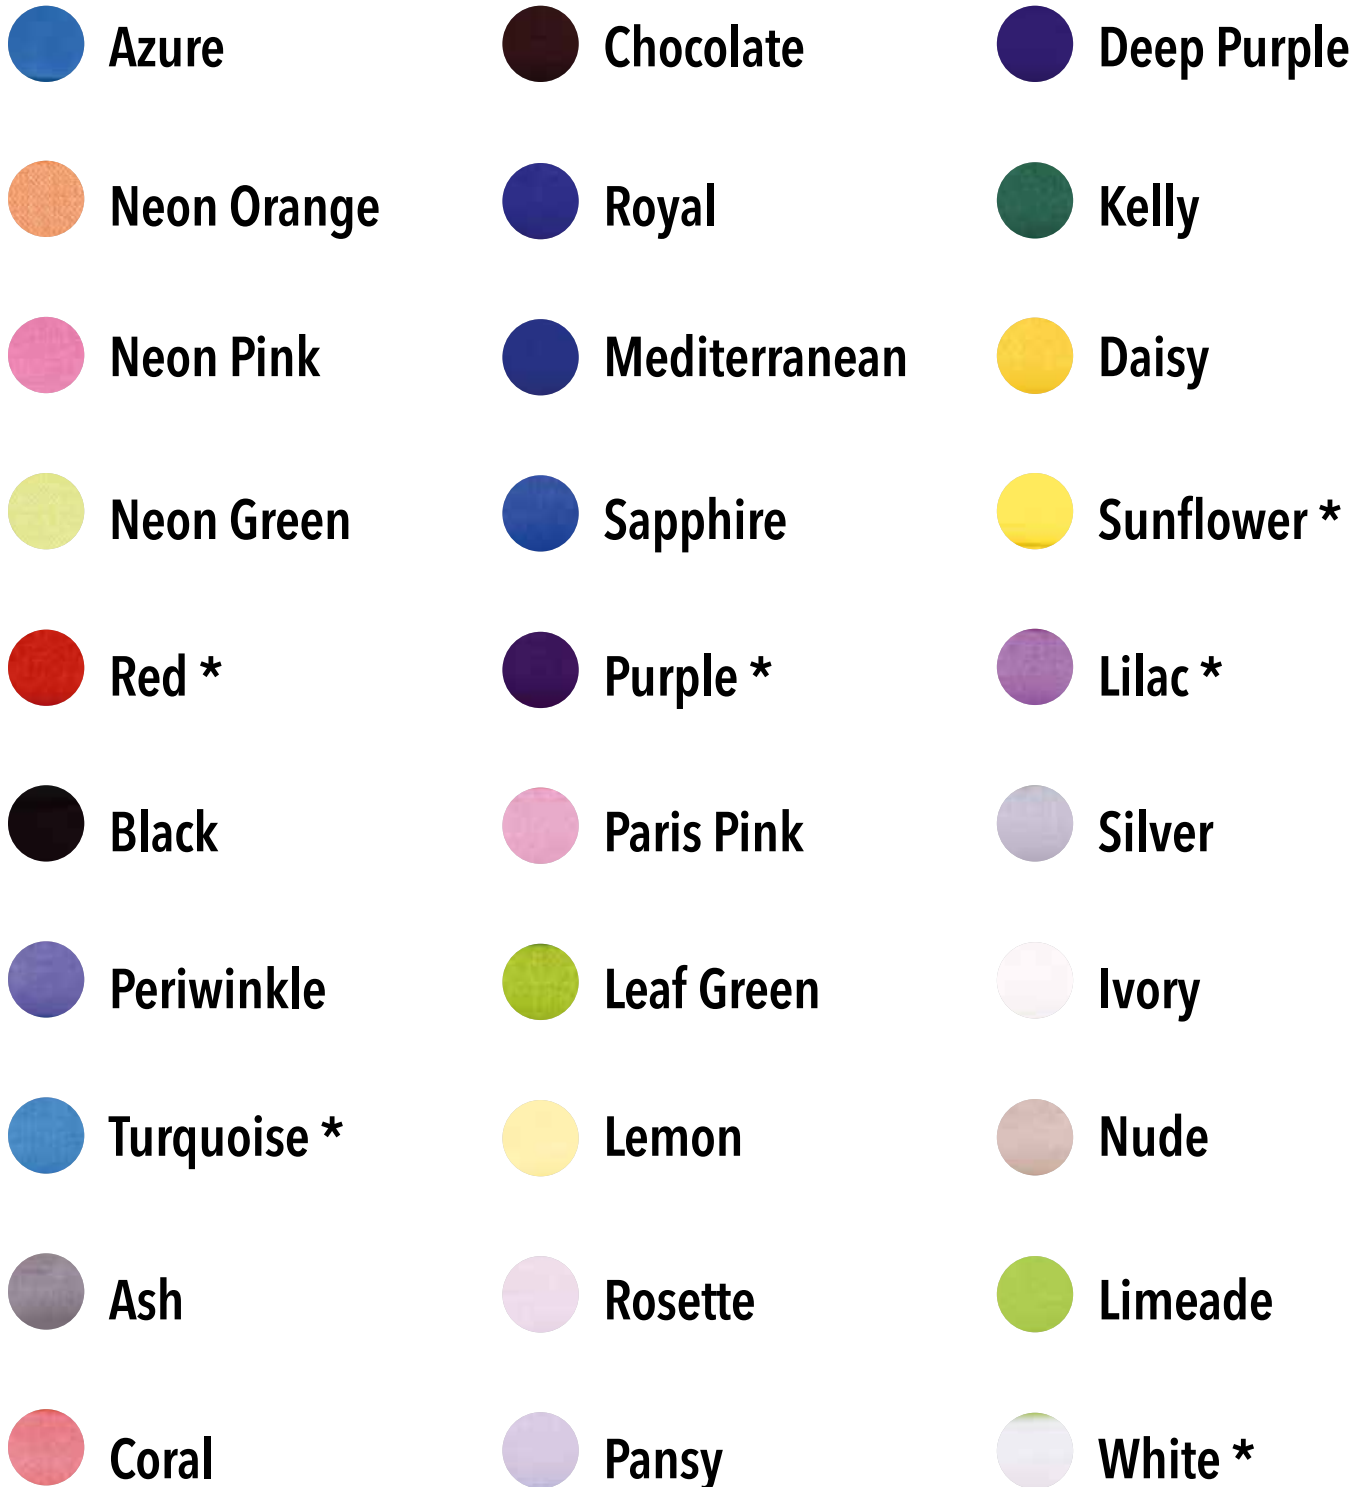 Azure
Chocolate
Deep Purple
Neon Orange
Royal
Kelly
Neon Pink
Mediterranean
Daisy
Neon Green
Sapphire
Sunflower *
Red *
Purple *
Lilac *
Black
Paris Pink
Silver
Periwinkle
Leaf Green
Ivory
Turquoise *
Lemon
Nude
Ash
Rosette
Limeade
Coral
Pansy
White *